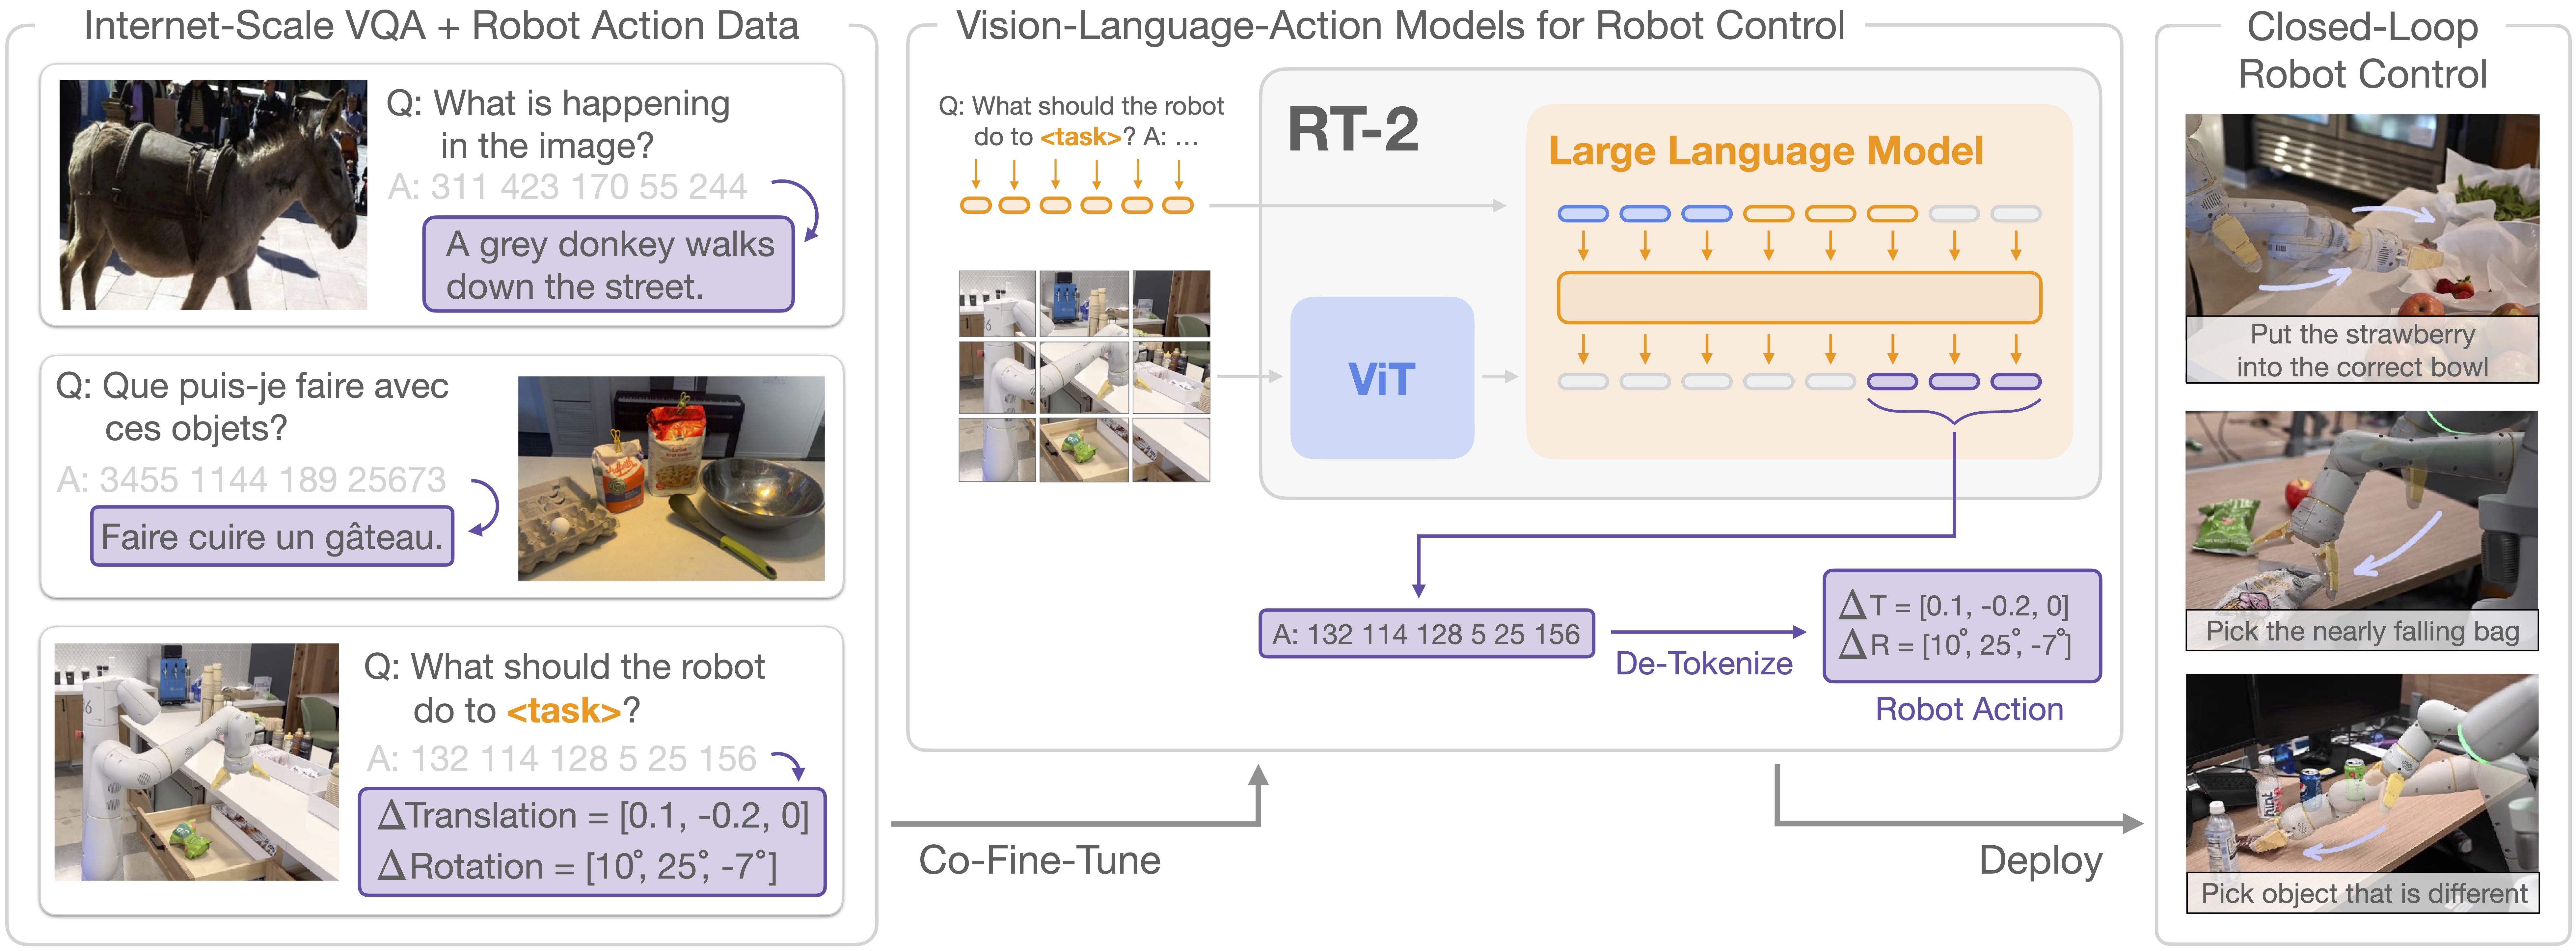 Internet-Scale VQA + Robot Action Data
Q: What is happening
in the image?
A: 311 423 170 55 244
A grey donkey walks
down the street.
Q: Que puis-je faire avec
ces objets?
A: 3455 1144 189 25673
Faire cuire un gâteau.
Q: What should the robot
do to <task>?
A: 132 114 128 5 25 156
ΔTranslation = [0.1, -0.2, 0]
ΔRotation = [10°, 25°, -7°]
Co-Fine-Tune
Vision-Language-Action Models for Robot Control
Q: What should the robot
do to <task>? A: ...
RT-2
Large Language Model
ViT
A: 132 114 128 5 25 156
De-Tokenize
ΔT = [0.1, -0.2, 0]
ΔR = [10°, 25°, -7°]
Robot Action
Deploy
Closed-Loop
Robot Control
Put the strawberry
into the correct bowl
Pick the nearly falling bag
Pick object that is different